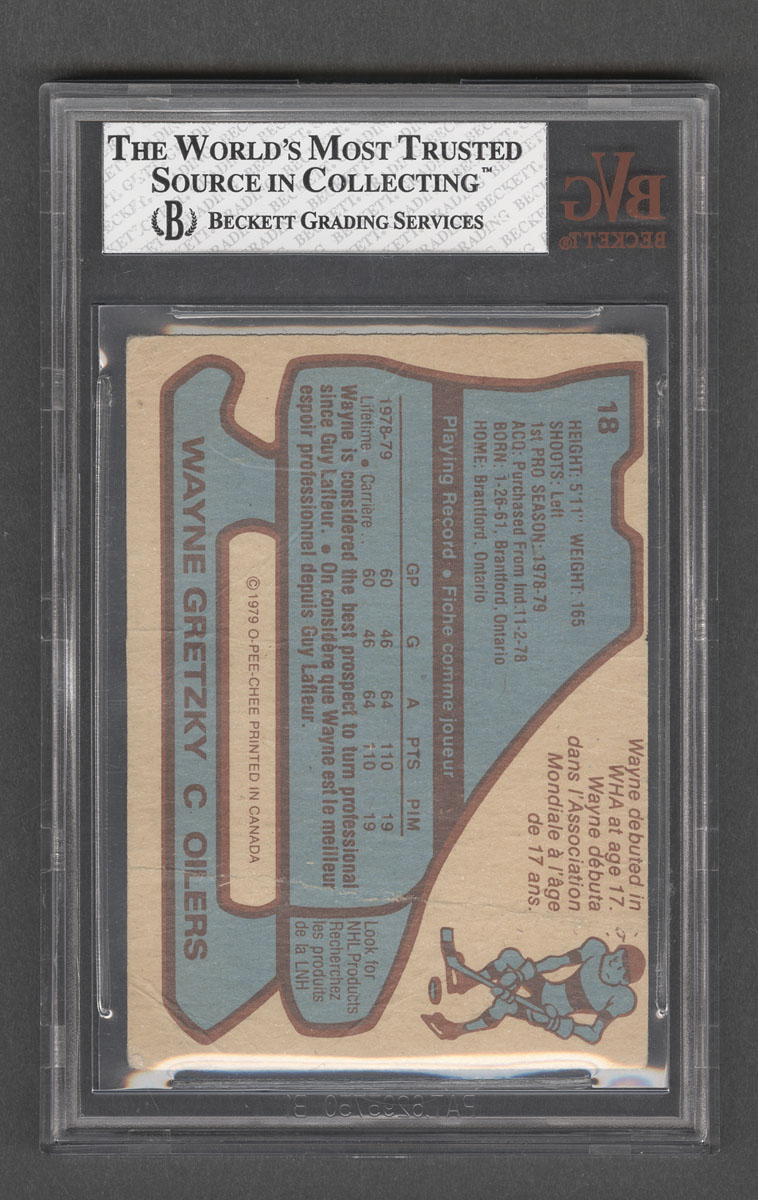 THE WORLD'S MOST TRUSTED
SOURCE IN COLLECTING™
B BECKETT GRADING SERVICES
BVG
BECKETT®
18
HEIGHT: 5'11" WEIGHT: 165
SHOOTS: Left
1st PRO SEASON: 1978-79
ACQ: Purchased From Ind. 11-2-78
BORN: 1-26-61, Brantford, Ontario
HOME: Brantford, Ontario
Wayne debuted in
WHA at age 17.
Wayne débuta
dans l'Association
Mondiale à l'âge
de 17 ans.
Playing Record • Fiche comme joueur
GP G A PTS PIM
1978-79 60 46 64 110 19
Lifetime • Carrière .. 60 46 64 110 19
Wayne is considered the best prospect to turn professional
since Guy Lafleur. • On considère que Wayne est le meilleur
espoir professionnel depuis Guy Lafleur.
Look for
NHL Products
Recherchez
les produits
de la LNH
©1979 O-PEE-CHEE PRINTED IN CANADA
WAYNE GRETZKY C OILERS